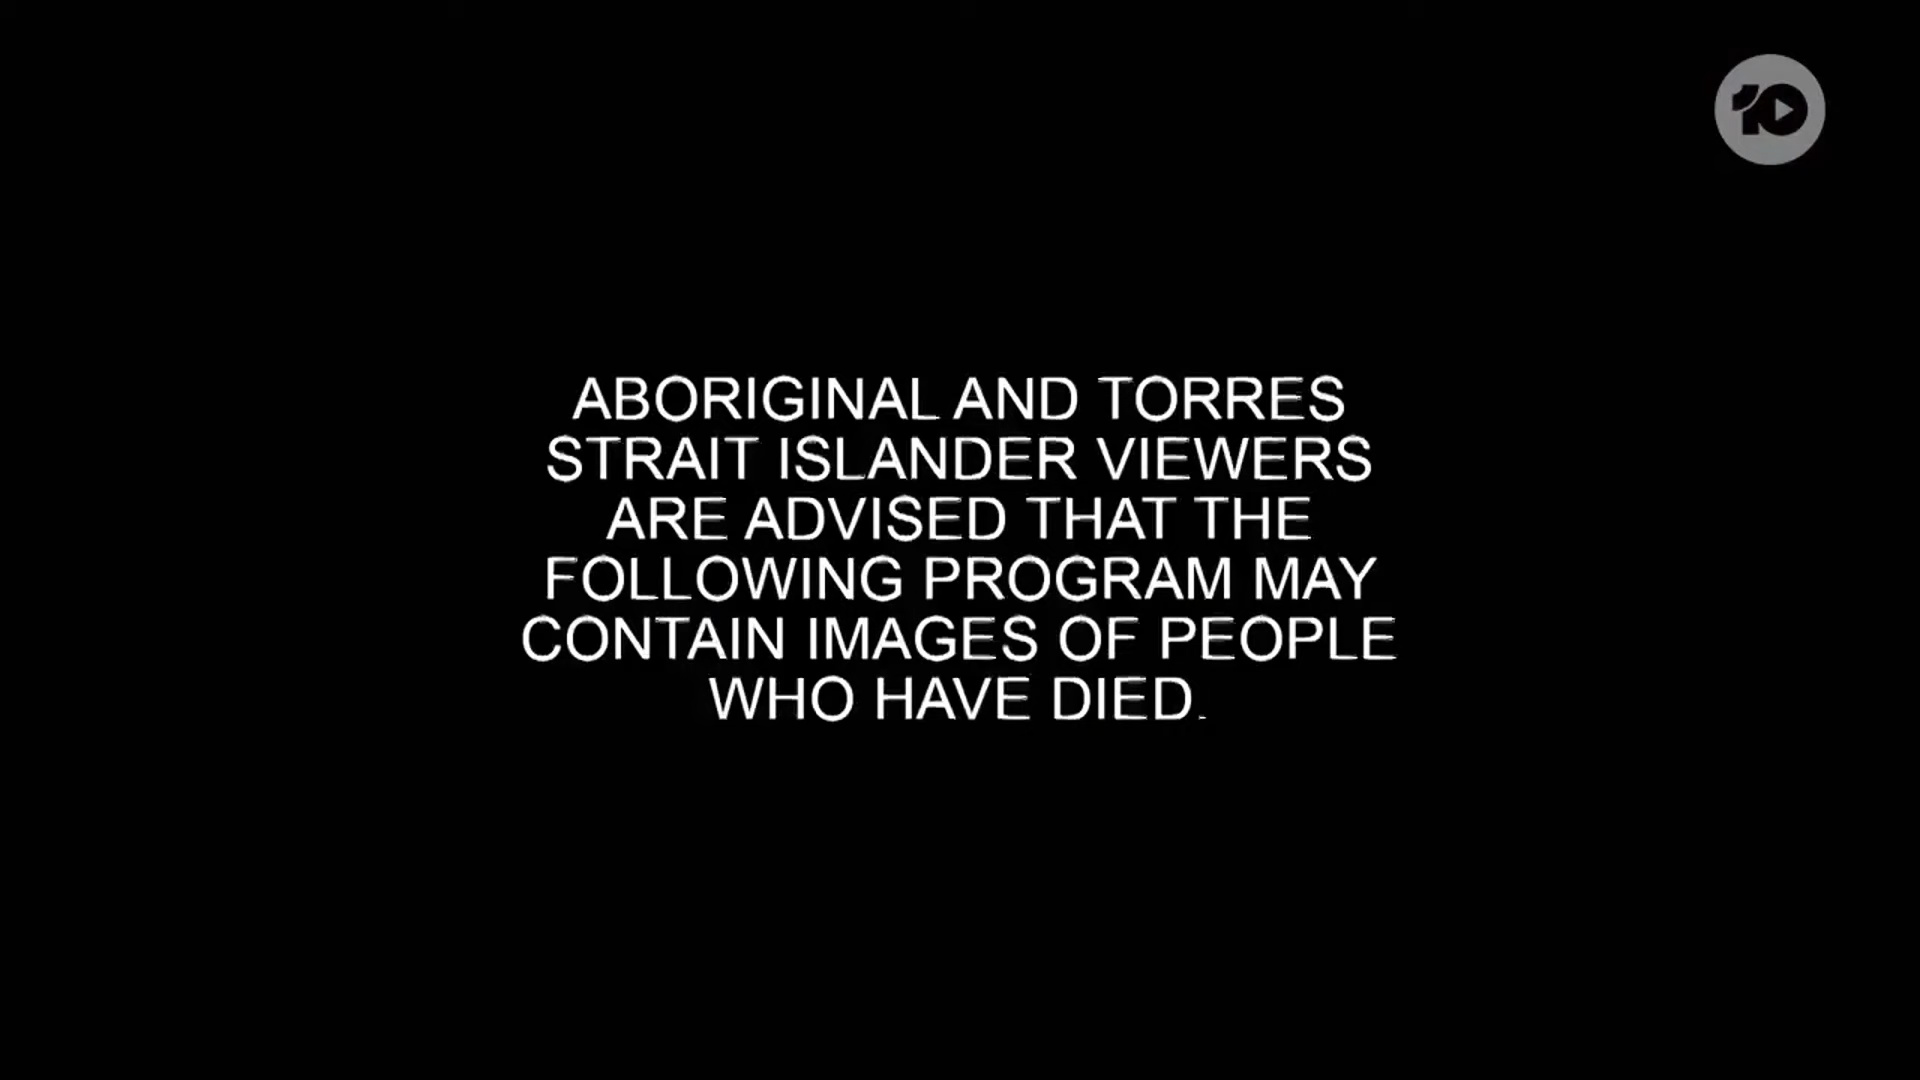 10
ABORIGINAL AND TORRES
STRAIT ISLANDER VIEWERS
ARE ADVISED THAT THE
FOLLOWING PROGRAM MAY
CONTAIN IMAGES OF PEOPLE
WHO HAVE DIED.